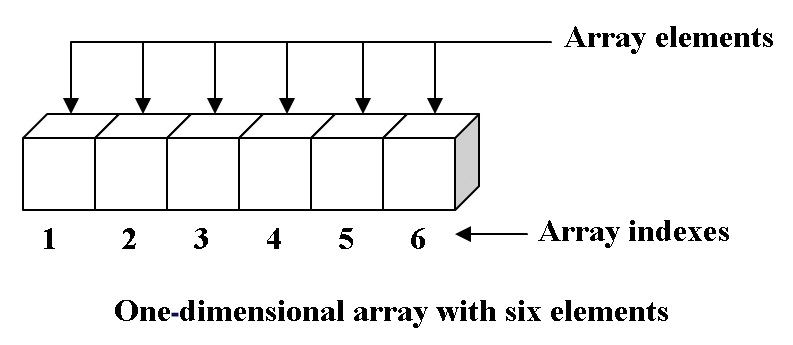 Array elements
1 2 3 4 5 6
Array indexes
One-dimensional array with six elements